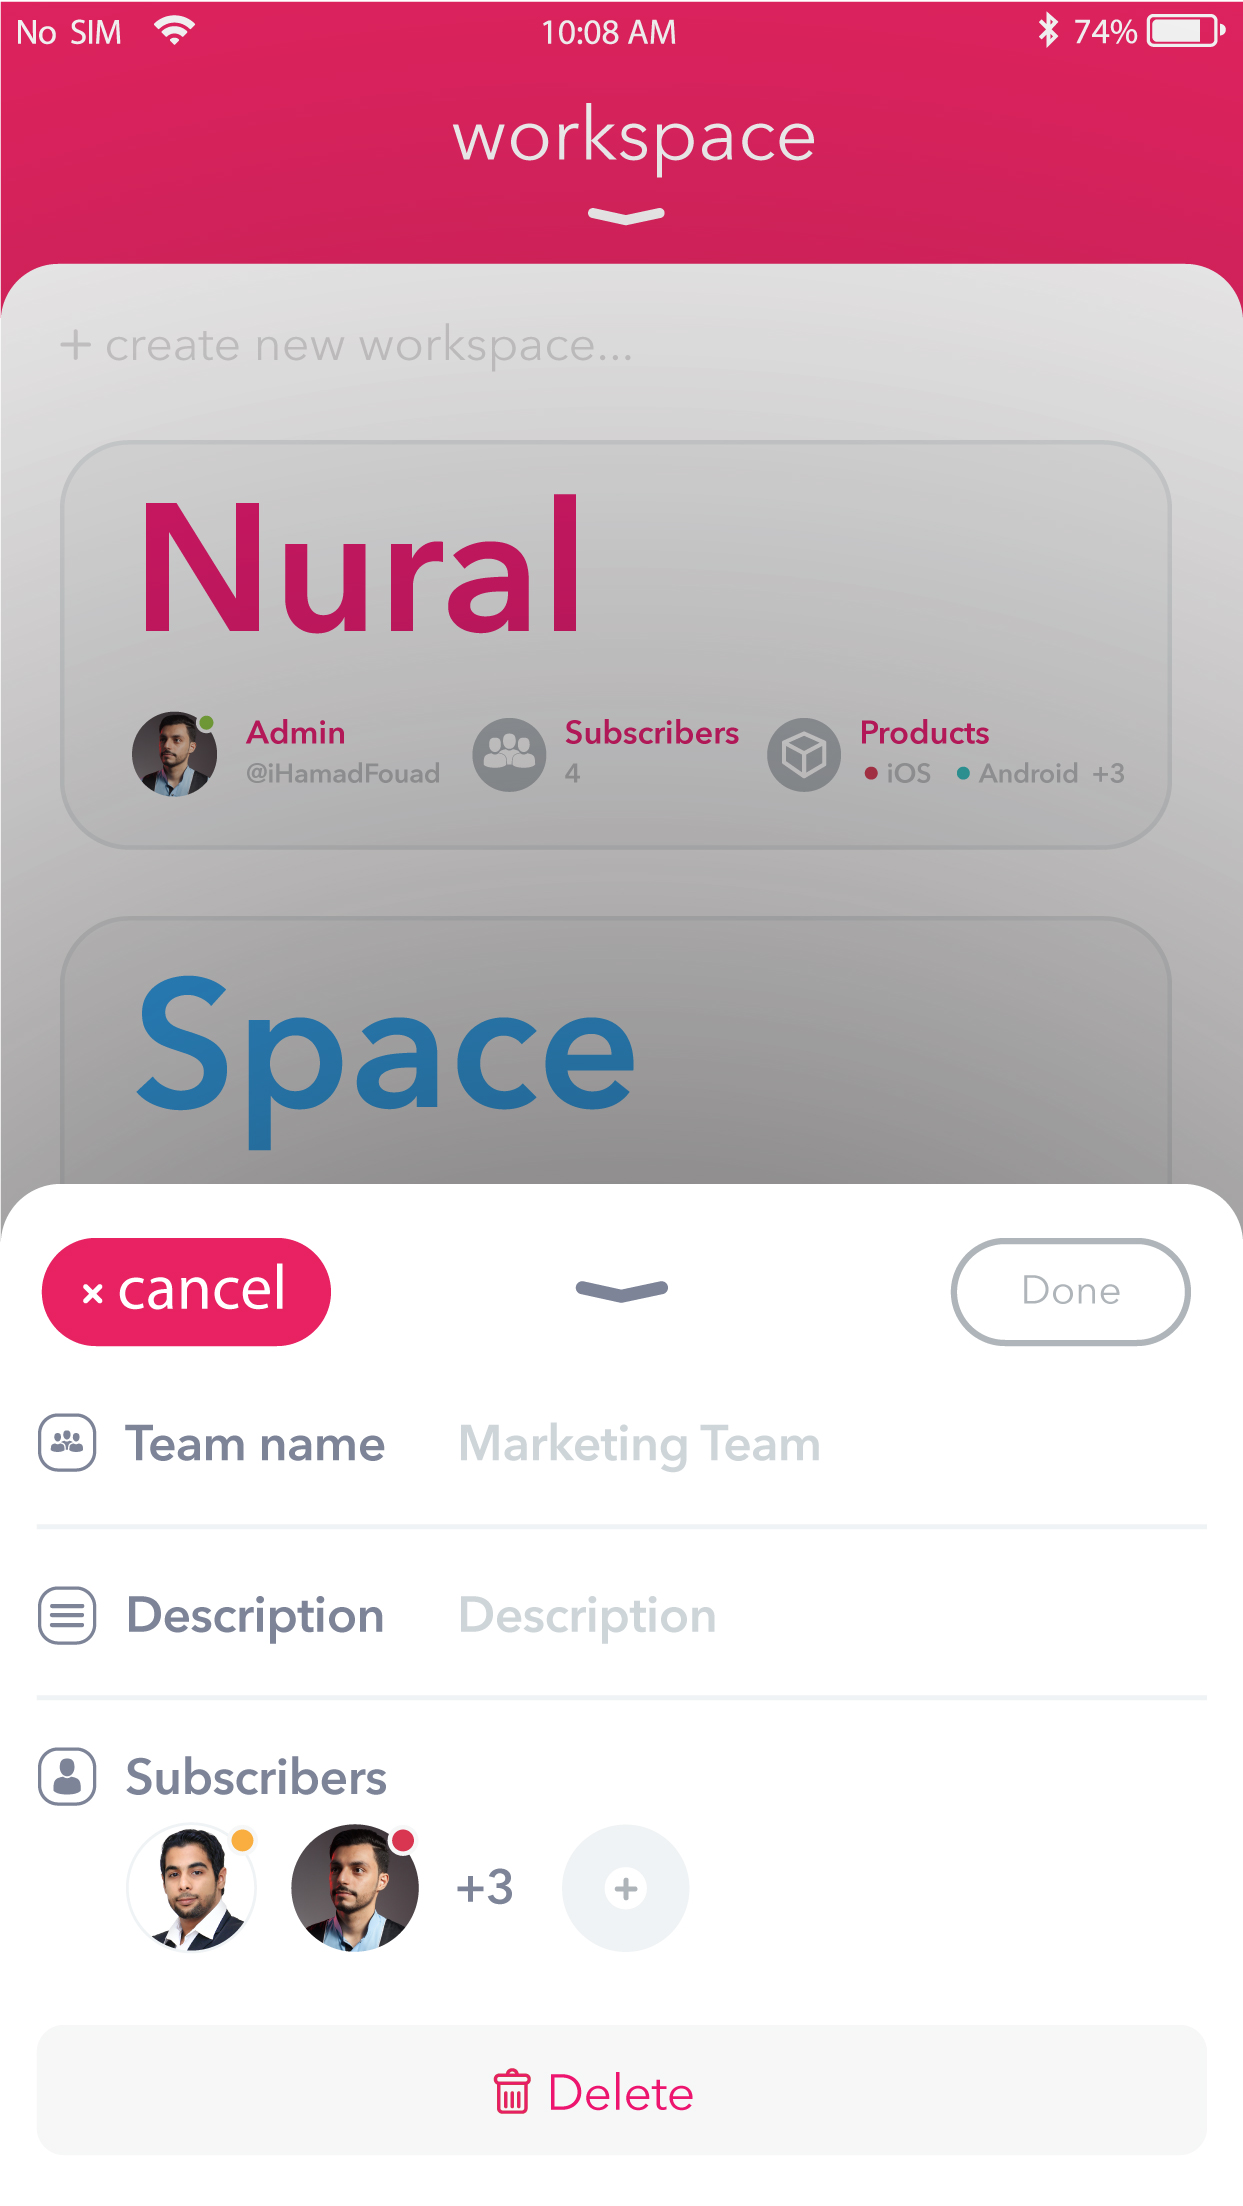 No SIM 10:08 AM 74%
workspace
+ create new workspace...
Nural
Admin Subscribers Products
@iHamadFouad 4 iOS Android +3
Space
× cancel Done
Team name Marketing Team
Description Description
Subscribers
+3 +
Delete